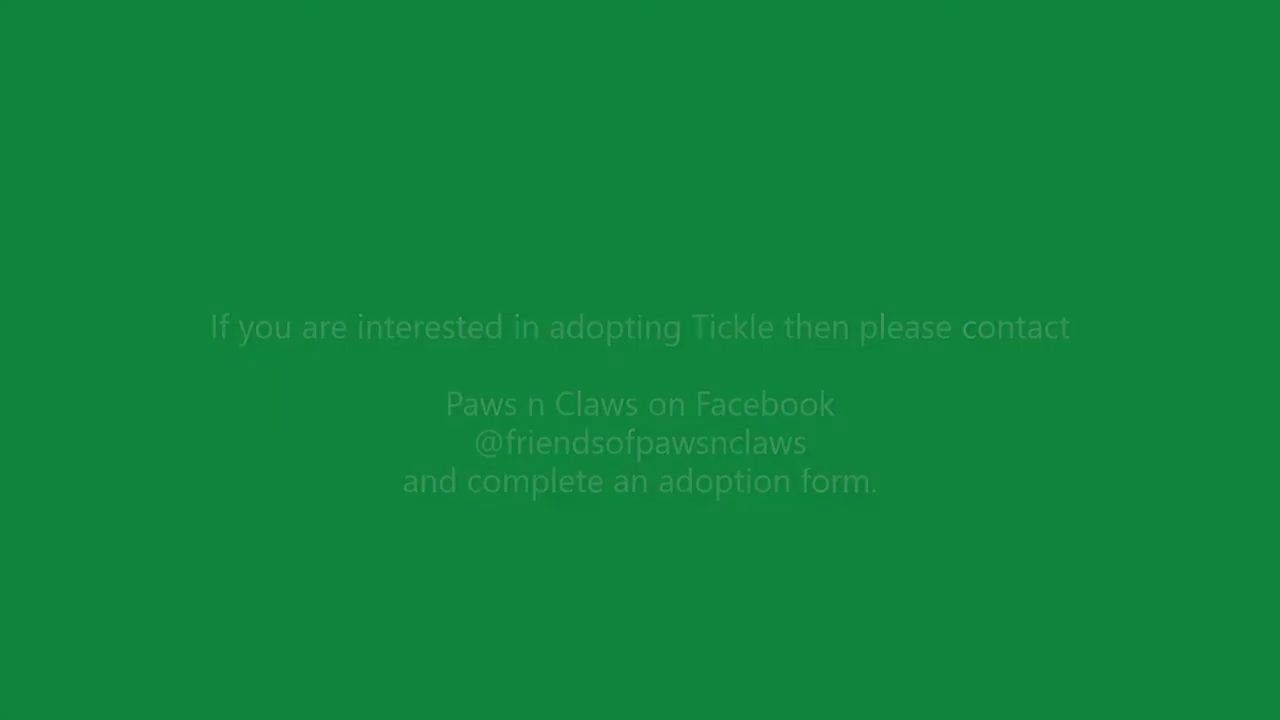 If you are interested in adopting Tickle then please contact
Paws n Claws on Facebook
@friendsofpawsnclaws
and complete an adoption form.